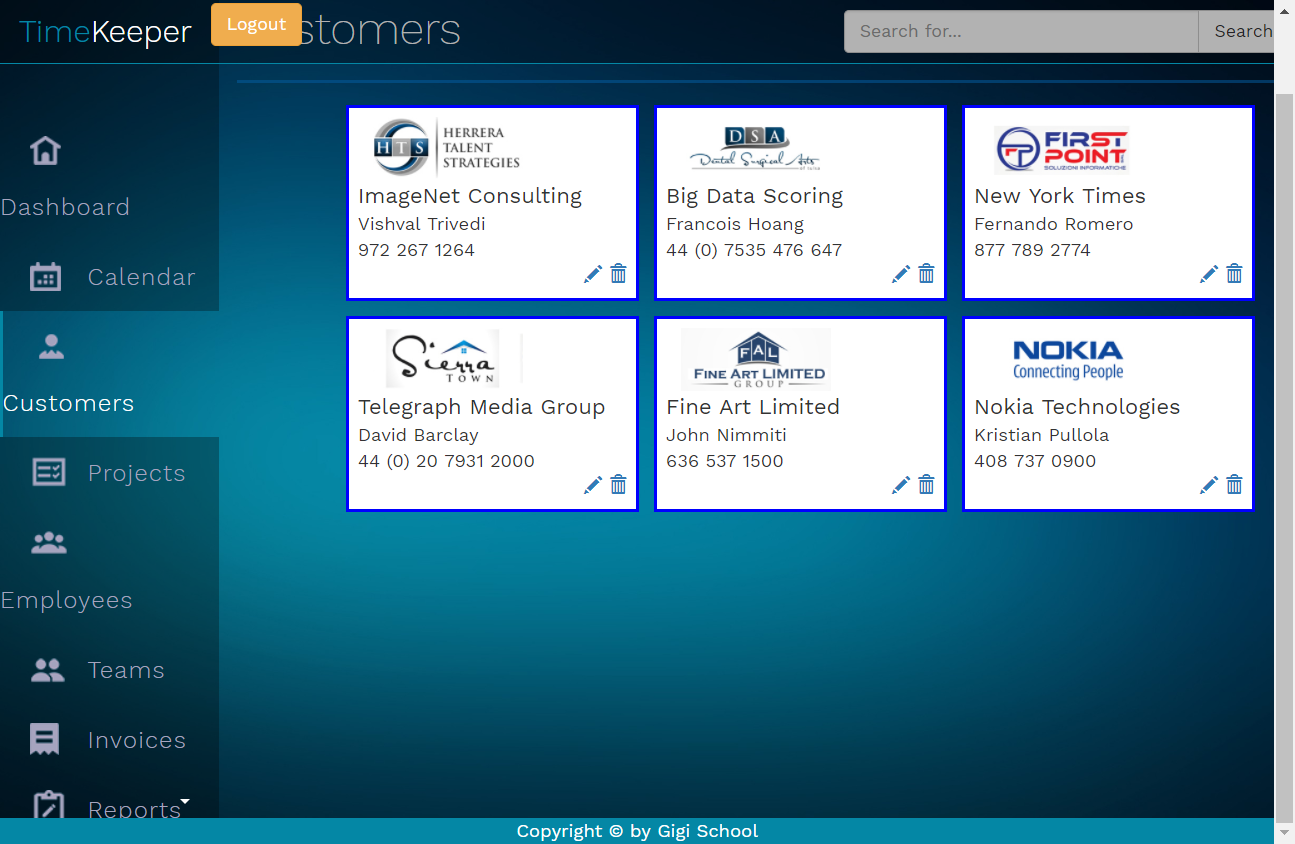 TimeKeeper
Logout
stomers
Search for...
Search
Dashboard
Calendar
Customers
Projects
Employees
Teams
Invoices
Reports
HTS
HERRERA
TALENT
STRATEGIES
ImageNet Consulting
Vishval Trivedi
972 267 1264
DSA
Dental Surgical Arts
Big Data Scoring
Francois Hoang
44 (0) 7535 476 647
FP
FIRST
POINT
SOLUZIONI INFORMATICHE
New York Times
Fernando Romero
877 789 2774
Sierra
TOWN
Telegraph Media Group
David Barclay
44 (0) 20 7931 2000
FAL
FINE ART LIMITED
GROUP
Fine Art Limited
John Nimmiti
636 537 1500
NOKIA
Connecting People
Nokia Technologies
Kristian Pullola
408 737 0900
Copyright © by Gigi School